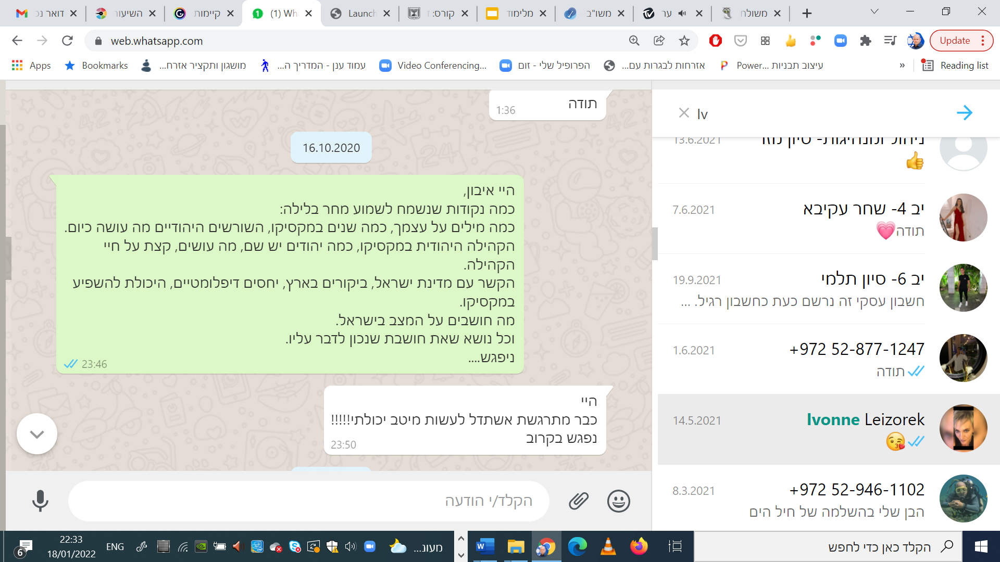 דואר נכ
השיעור
קיימות
(1) Wh
Launch
קורס: ז
מלימוד
משו"ב
ער
משולח
web.whatsapp.com
Update
Apps
Bookmarks
מושגון ותקציר אזרח...
עמוד ענן - המדריך ה...
Video Conferencing...
הפרופיל שלי - זום
אזרחות לבגרות עם...
Power... עיצוב תבניות
»
Reading list
תודה
1:36
16.10.2020
היי איבון,
כמה נקודות שנשמח לשמוע מחר בלילה:
כמה מילים על עצמך, כמה שנים במקסיקו, השורשים היהודיים מה עושה כיום.
הקהילה היהודית במקסיקו, כמה יהודים יש שם, מה עושים, קצת על חיי
הקהילה.
הקשר עם מדינת ישראל, ביקורים בארץ, יחסים דיפלומטיים, היכולת להשפיע
במקסיקו.
מה חושבים על המצב בישראל.
וכל נושא שאת חושבת שנכון לדבר עליו.
ניפגש....
23:46
היי
כבר מתרגשת אשתדל לעשות מיטב יכולתי!!!!!
נפגש בקרוב
23:50
הקלד/י הודעה
Iv
ניהול ומנהיגות- סיון מזו
13.6.2021
👍
יב 4- שחר עקיבא
7.6.2021
תודה💗
יב 6- סיון תלמי
19.9.2021
חשבון עסקי זה נרשם כעת כחשבון רגיל. ...
+972 52-877-1247
1.6.2021
תודה
Ivonne Leizorek
14.5.2021
😘
+972 52-946-1102
8.3.2021
הבן שלי בהשלמה של חיל הים
6
22:33
18/01/2022
ENG
מעונ...
הקלד כאן כדי לחפש